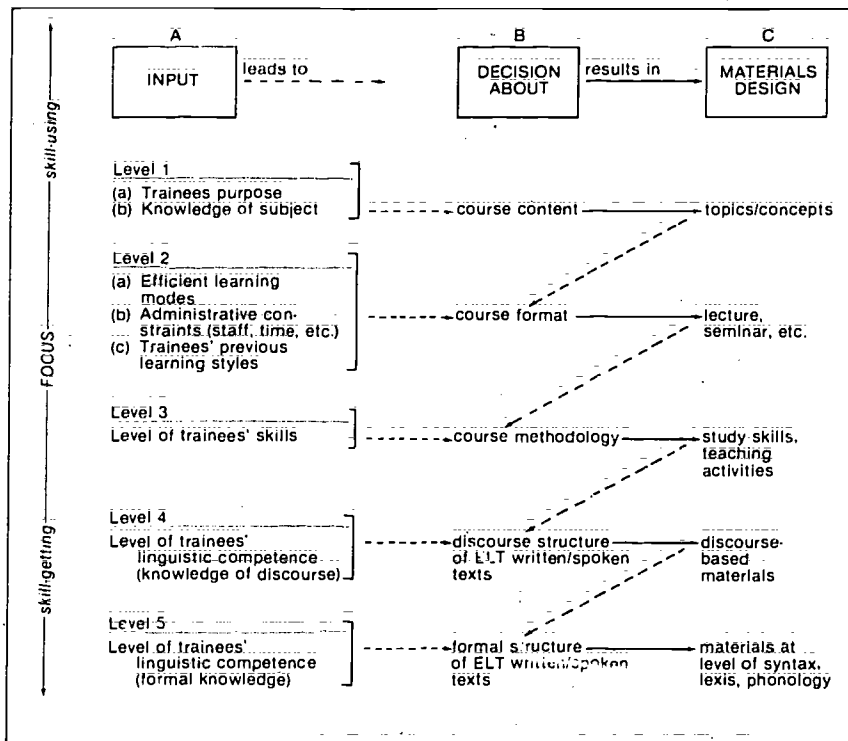 A B C
INPUT leads to DECISION ABOUT results in MATERIALS DESIGN
skill-using
FOCUS
skill-getting
Level 1
(a) Trainees purpose
(b) Knowledge of subject
course content
topics/concepts
Level 2
(a) Efficient learning
modes
(b) Administrative con-
straints (staff, time, etc.)
(c) Trainees' previous
learning styles
course format
lecture,
seminar, etc.
Level 3
Level of trainees' skills
course methodology
study skills,
teaching
activities
Level 4
Level of trainees'
linguistic competence
(knowledge of discourse)
discourse structure
of ELT written/spoken
texts
discourse-
based
materials
Level 5
Level of trainees'
linguistic competence
(formal knowledge)
formal structure
of ELT written/spoken
texts
materials at
level of syntax,
lexis, phonology